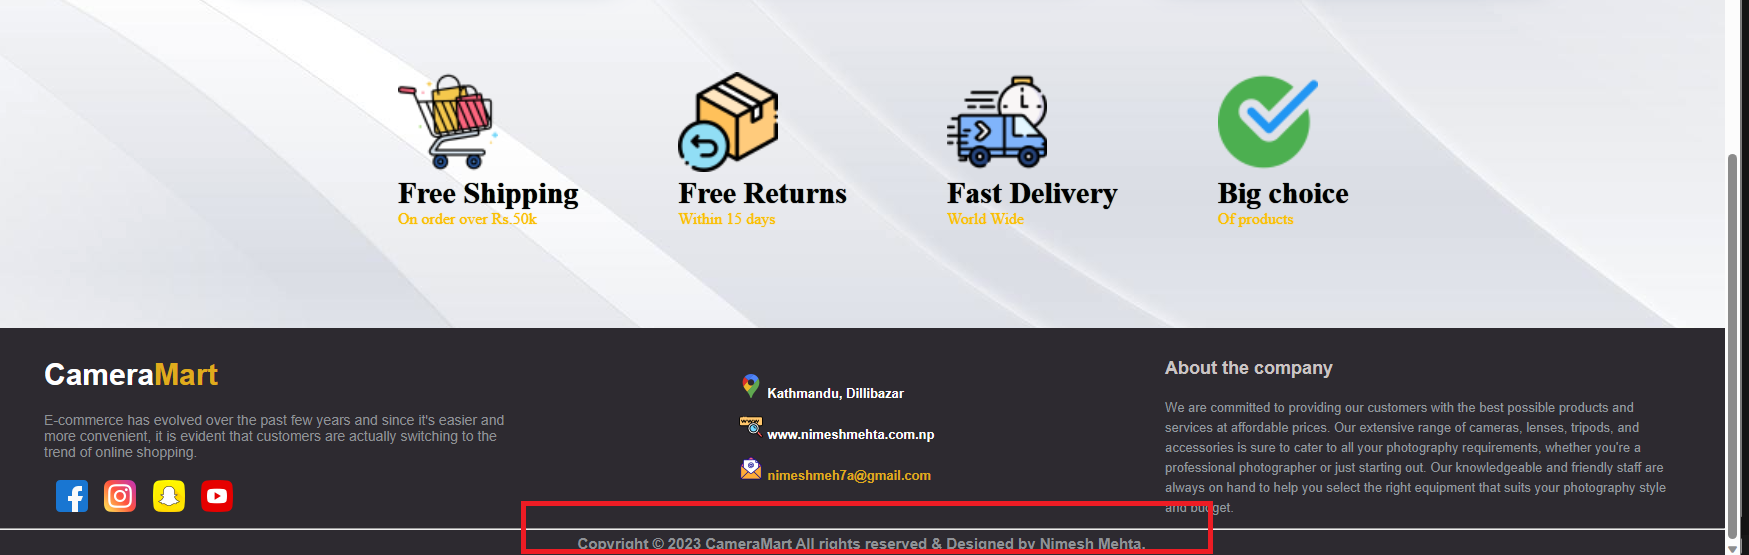 Free Shipping
On order over Rs.50k
Free Returns
Within 15 days
Fast Delivery
World Wide
Big choice
Of products
CameraMart
E-commerce has evolved over the past few years and since it's easier and
more convenient, it is evident that customers are actually switching to the
trend of online shopping.
Kathmandu, Dillibazar
www.nimeshmehta.com.np
nimeshmeh7a@gmail.com
About the company
We are committed to providing our customers with the best possible products and
services at affordable prices. Our extensive range of cameras, lenses, tripods, and
accessories is sure to cater to all your photography requirements, whether you're a
professional photographer or just starting out. Our knowledgeable and friendly staff are
always on hand to help you select the right equipment that suits your photography style
and budget.
Copyright © 2023 CameraMart All rights reserved & Designed by Nimesh Mehta.